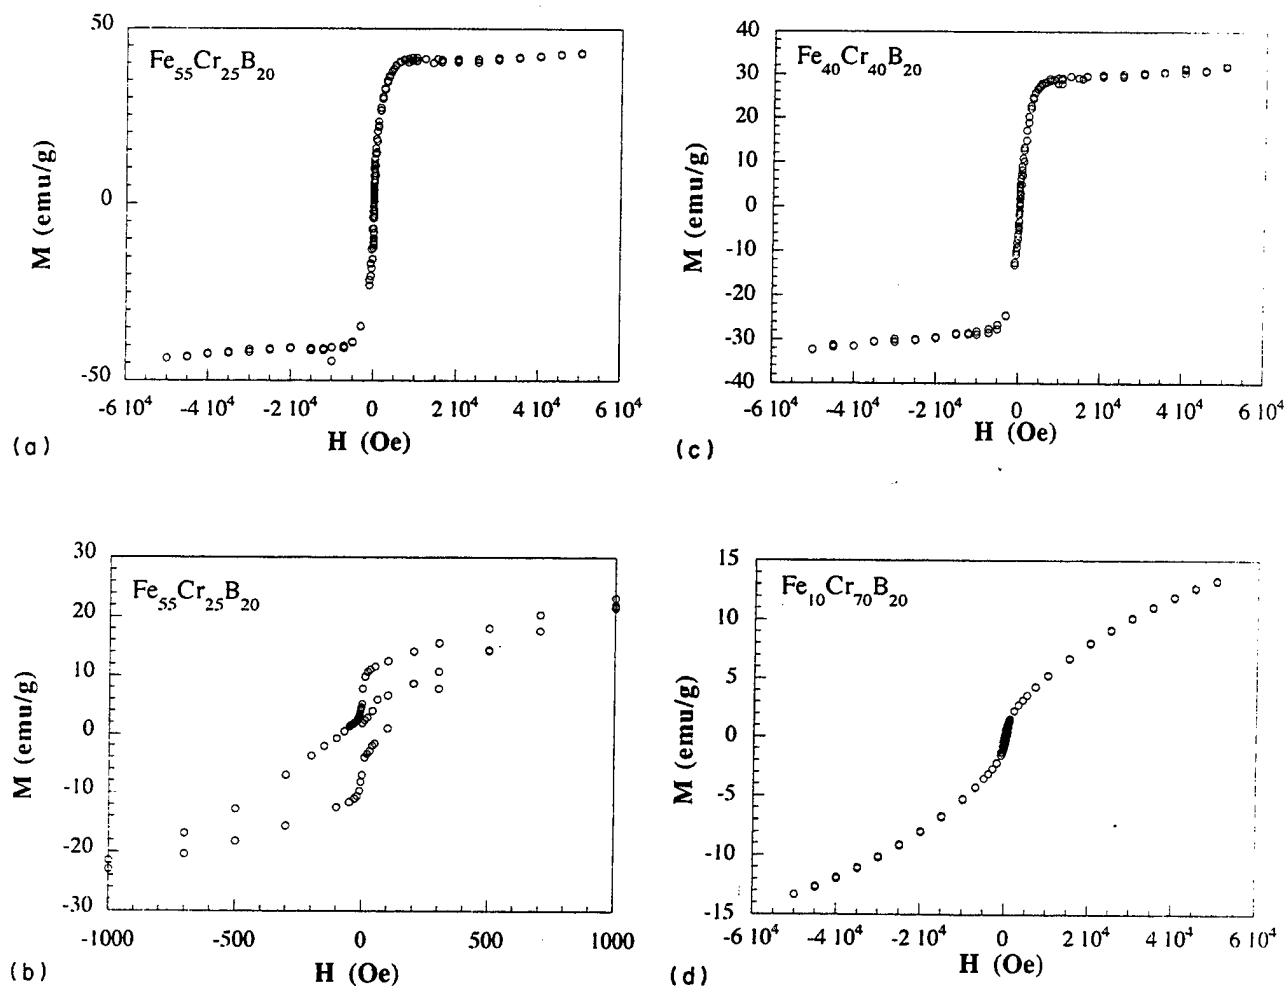 50
0
-50
M (emu/g)
Fe55Cr25B20
-6 10^4 -4 10^4 -2 10^4 0 2 10^4 4 10^4 6 10^4
H (Oe)
(a)
40
30
20
10
0
-10
-20
-30
-40
M (emu/g)
Fe40Cr40B20
-6 10^4 -4 10^4 -2 10^4 0 2 10^4 4 10^4 6 10^4
H (Oe)
(c)
30
20
10
0
-10
-20
-30
M (emu/g)
Fe55Cr25B20
-1000 -500 0 500 1000
H (Oe)
(b)
15
10
5
0
-5
-10
-15
M (emu/g)
Fe10Cr70B20
-6 10^4 -4 10^4 -2 10^4 0 2 10^4 4 10^4 6 10^4
H (Oe)
(d)